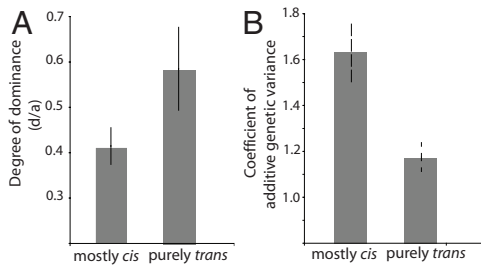 A
Degree of dominance
(d/a)
0.7
0.6
0.5
0.4
0.3
mostly cis
purely trans
B
Coefficient of
additive genetic variance
1.8
1.6
1.4
1.2
1.0
mostly cis
purely trans